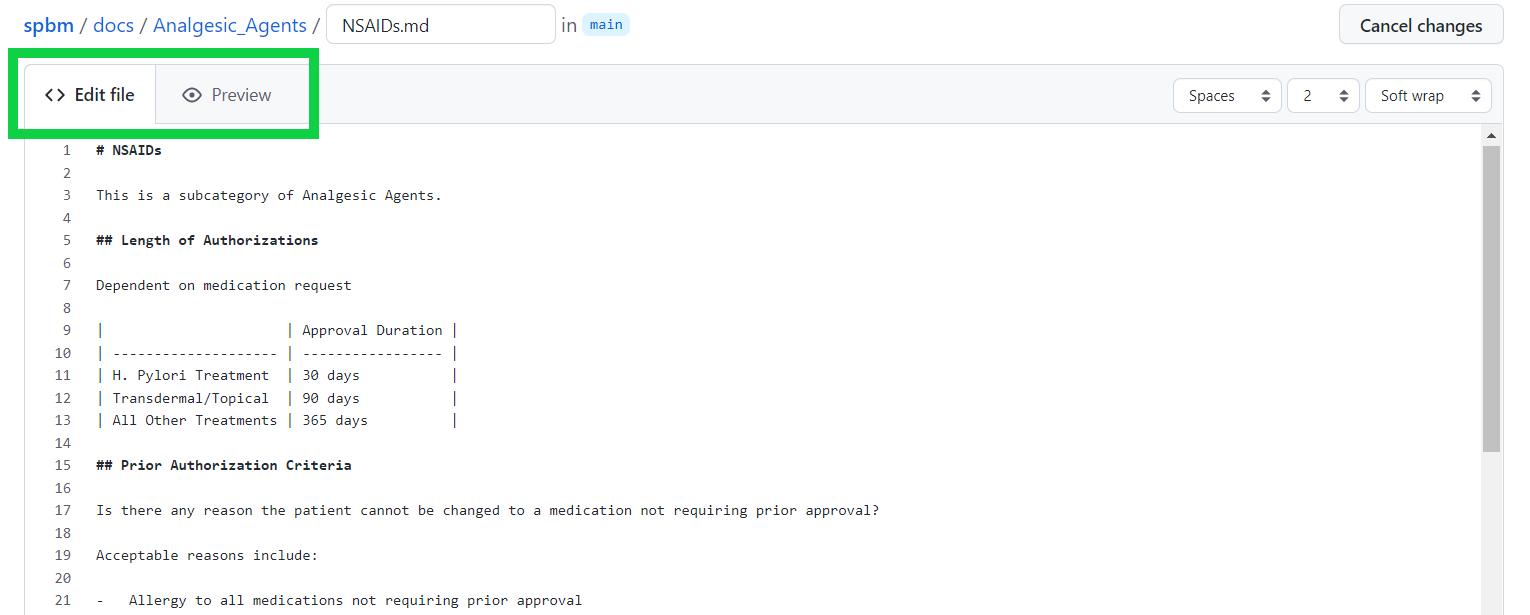 spbm / docs / Analgesic_Agents / NSAIDs.md in main Cancel changes
<> Edit file Preview Spaces 2 Soft wrap
1 # NSAIDs
2
3 This is a subcategory of Analgesic Agents.
4
5 ## Length of Authorizations
6
7 Dependent on medication request
8
9 |                      | Approval Duration |
10 | -------------------- | ----------------- |
11 | H. Pylori Treatment  | 30 days           |
12 | Transdermal/Topical  | 90 days           |
13 | All Other Treatments | 365 days          |
14
15 ## Prior Authorization Criteria
16
17 Is there any reason the patient cannot be changed to a medication not requiring prior approval?
18
19 Acceptable reasons include:
20
21 -   Allergy to all medications not requiring prior approval